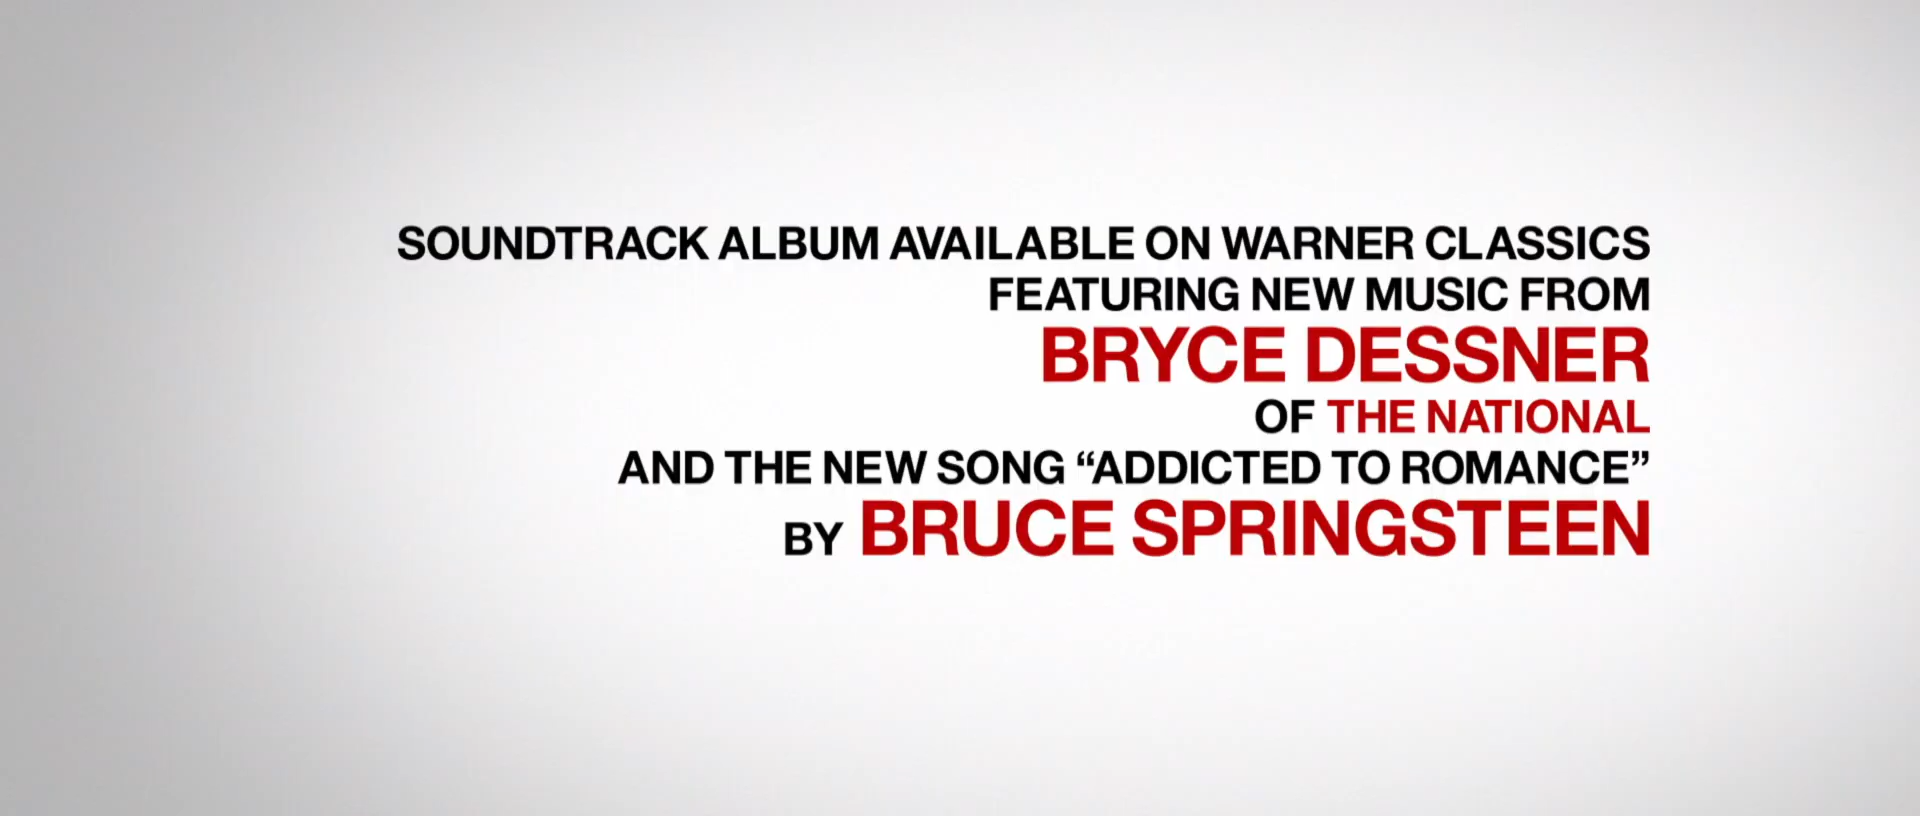 SOUNDTRACK ALBUM AVAILABLE ON WARNER CLASSICS
FEATURING NEW MUSIC FROM
BRYCE DESSNER
OF THE NATIONAL
AND THE NEW SONG “ADDICTED TO ROMANCE”
BY BRUCE SPRINGSTEEN